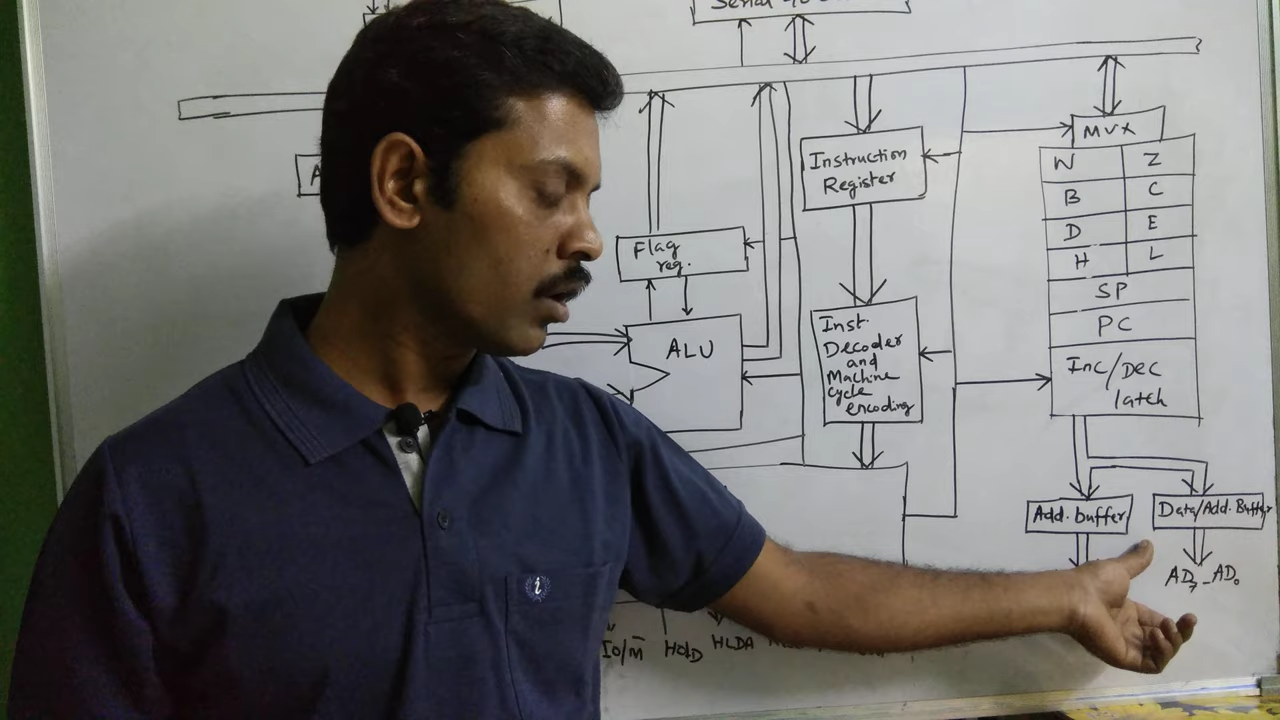 Serial
MUX
Instruction
Register
W Z
B C
D E
H L
SP
PC
Inc/Dec
latch
Flag
reg.
ALU
Inst.
Decoder
and
Machine
Cycle
encoding
Add. buffer
Data/Add. Buffer
AD7-AD0
IO/M̅ HOLD HLDA